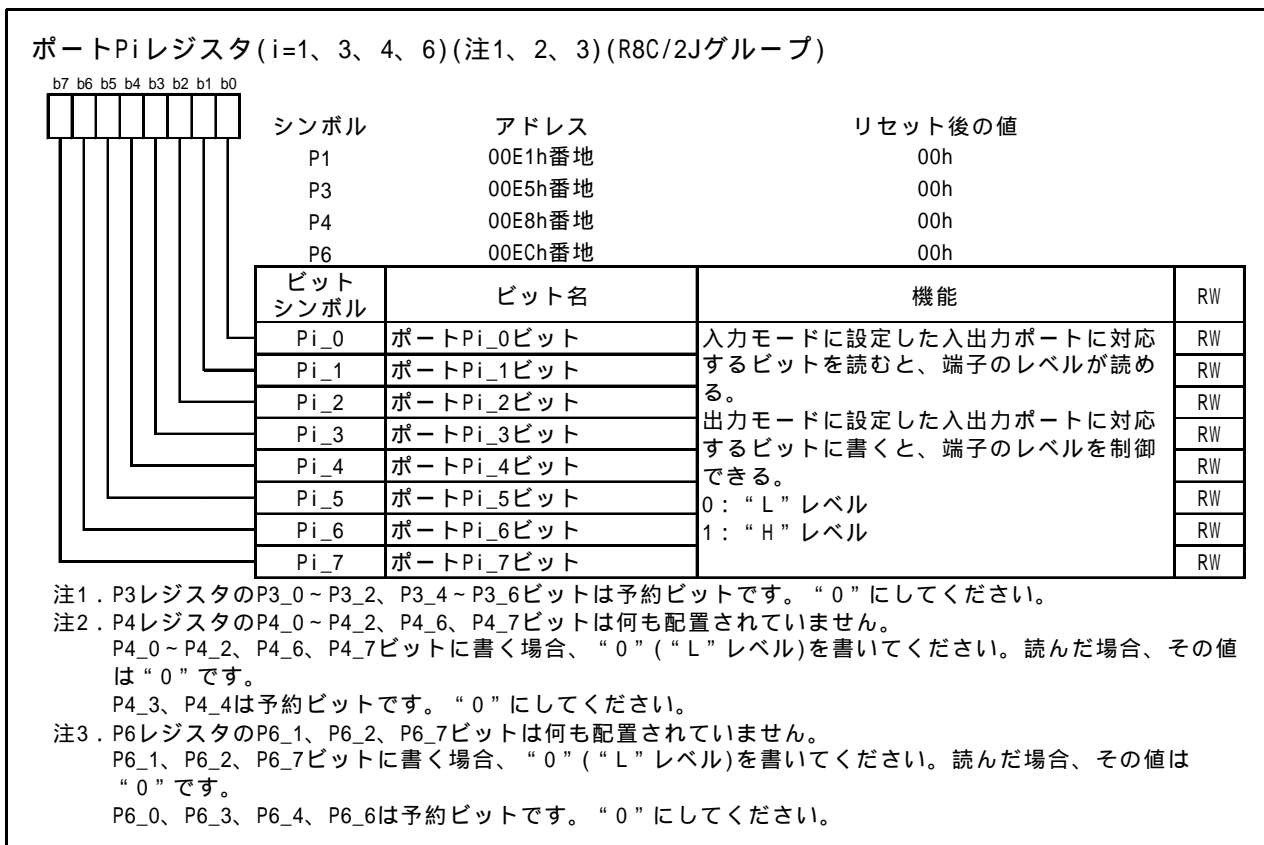 ポートPiレジスタ(i=1、3、4、6)(注1、2、3)(R8C/2Jグループ)
b7 b6 b5 b4 b3 b2 b1 b0
シンボル アドレス リセット後の値
P1 00E1h番地 00h
P3 00E5h番地 00h
P4 00E8h番地 00h
P6 00ECh番地 00h
ビット
シンボル ビット名 機能 RW
Pi_0 ポートPi_0ビット 入力モードに設定した入出力ポートに対応 RW
Pi_1 ポートPi_1ビット するビットを読むと、端子のレベルが読め RW
Pi_2 ポートPi_2ビット る。 RW
Pi_3 ポートPi_3ビット 出力モードに設定した入出力ポートに対応 RW
Pi_4 ポートPi_4ビット するビットに書くと、端子のレベルを制御 RW
できる。
Pi_5 ポートPi_5ビット 0:“L”レベル RW
Pi_6 ポートPi_6ビット 1:“H”レベル RW
Pi_7 ポートPi_7ビット RW
注1.P3レジスタのP3_0~P3_2、P3_4~P3_6ビットは予約ビットです。“0”にしてください。
注2.P4レジスタのP4_0~P4_2、P4_6、P4_7ビットは何も配置されていません。
P4_0~P4_2、P4_6、P4_7ビットに書く場合、“0”(“L”レベル)を書いてください。読んだ場合、その値
は“0”です。
P4_3、P4_4は予約ビットです。“0”にしてください。
注3.P6レジスタのP6_1、P6_2、P6_7ビットは何も配置されていません。
P6_1、P6_2、P6_7ビットに書く場合、“0”(“L”レベル)を書いてください。読んだ場合、その値は
“0”です。
P6_0、P6_3、P6_4、P6_6は予約ビットです。“0”にしてください。